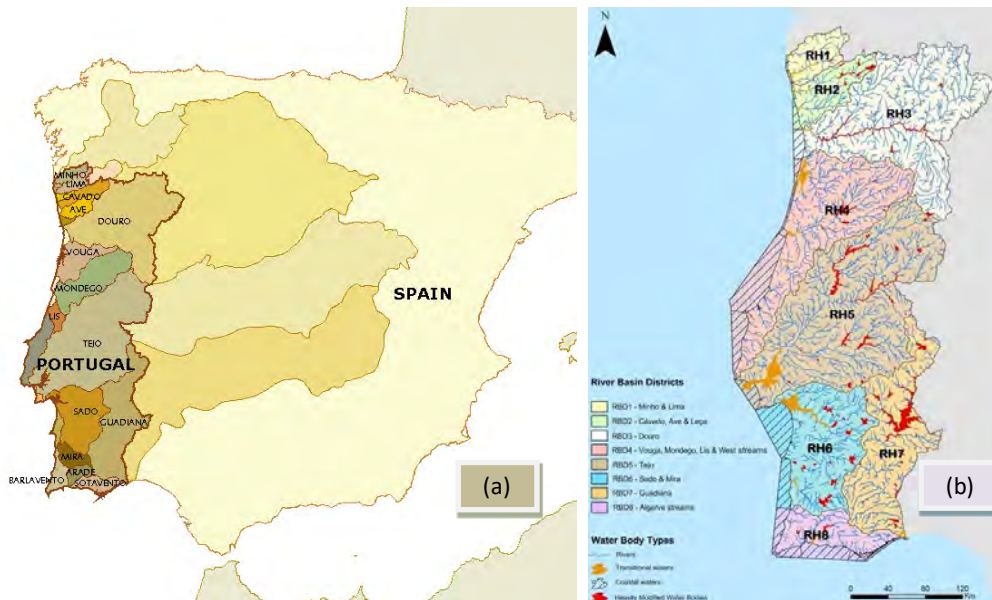 MINHO
LIMA
CAVADO
AVE
DOURO
VOUGA
MONDEGO
SPAIN
LIS
TEJO
PORTUGAL
SADO
GUADIANA
MIRA
ARADE
BARLAVENTO
SOTAVENTO
(a)
N
RH1
RH2
RH3
RH4
RH5
RH6
RH7
RH8
River Basin Districts
RBD1 - Minho & Lima
RBD2 - Cávado, Ave & Leça
RBD3 - Douro
RBD4 - Vouga, Mondego, Lis & West streams
RBD5 - Tejo
RBD6 - Sado & Mira
RBD7 - Guadiana
RBD8 - Algarve streams
Water Body Types
Rivers
Transitional waters
Coastal waters
Heavily Modified Water Bodies
0 20 40 80 120
Km
(b)